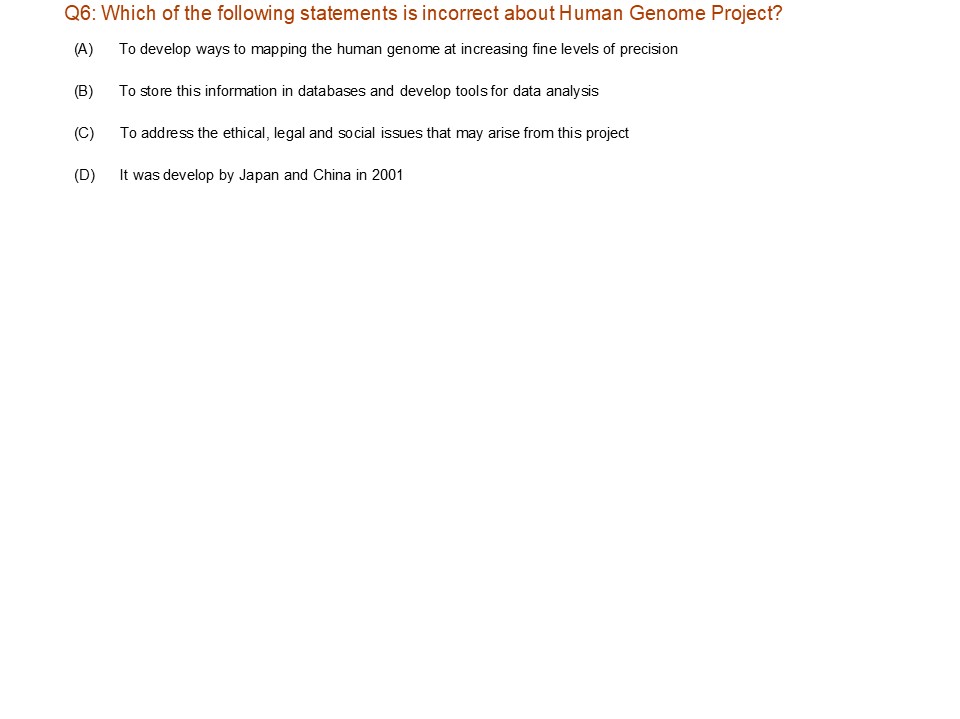 Q6: Which of the following statements is incorrect about Human Genome Project?
(A) To develop ways to mapping the human genome at increasing fine levels of precision
(B) To store this information in databases and develop tools for data analysis
(C) To address the ethical, legal and social issues that may arise from this project
(D) It was develop by Japan and China in 2001